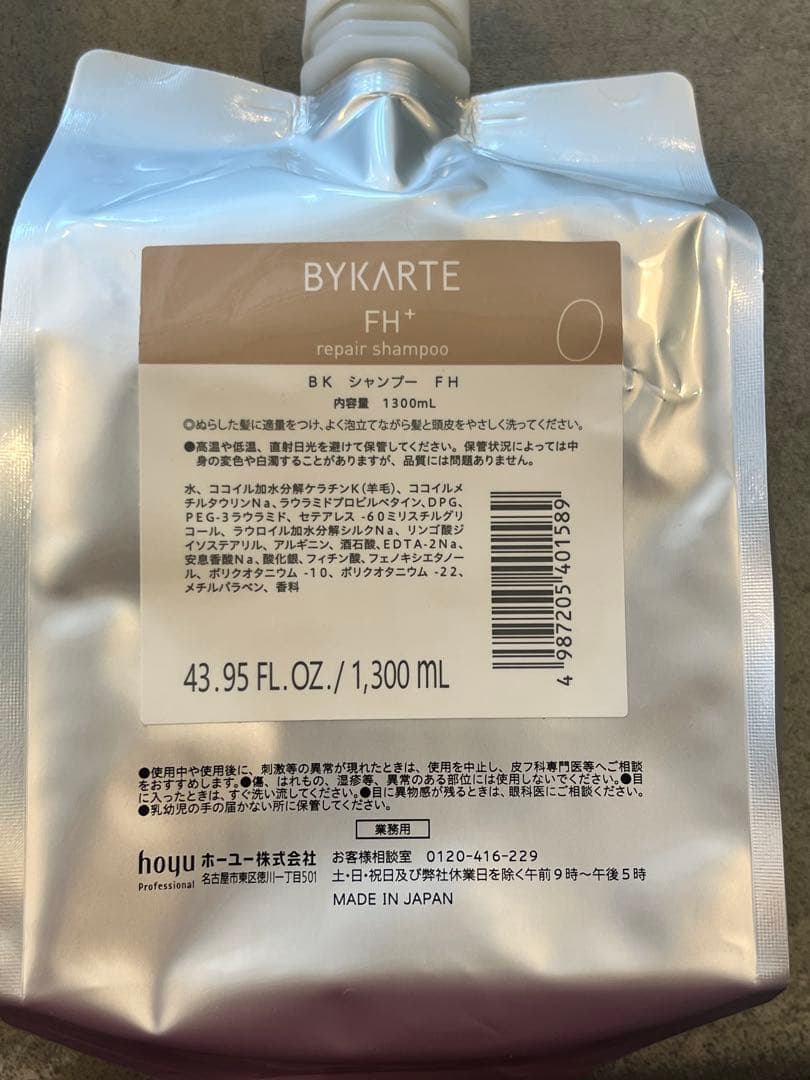 BYKARTE
FH⁺
repair shampoo
0
BK シャンプー FH
内容量 1300mL
◎ぬらした髪に適量をつけ、よく泡立てながら髪と頭皮をやさしく洗ってください。
●高温や低温、直射日光を避けて保管してください。保管状況によっては中
身の変色や白濁することがありますが、品質には問題ありません。
水、ココイル加水分解ケラチンK(羊毛)、ココイルメ
チルタウリンNa、ラウラミドプロピルベタイン、DPG、
PEG-3ラウラミド、セテアレス-60ミリスチルグリ
コール、ラウロイル加水分解シルクNa、リンゴ酸ジ
イソステアリル、アルギニン、酒石酸、EDTA-2Na、
安息香酸Na、酸化銀、フィチン酸、フェノキシエタノー
ル、ポリクオタニウム-10、ポリクオタニウム-22、
メチルパラベン、香料
4 987205 401589
43.95 FL.OZ./1,300 mL
●使用中や使用後に、刺激等の異常が現れたときは、使用を中止し、皮フ科専門医等へご相談
をおすすめします。●傷、はれもの、湿疹等、異常のある部位には使用しないでください。●目
に入ったときは、すぐ洗い流してください。●目に異物感が残るときは、眼科医にご相談ください。
●乳幼児の手の届かない所に保管してください。
業務用
hoyu Professional
ホーユー株式会社
名古屋市東区徳川一丁目501
お客様相談室 0120-416-229
土・日・祝日及び弊社休業日を除く午前9時～午後5時
MADE IN JAPAN